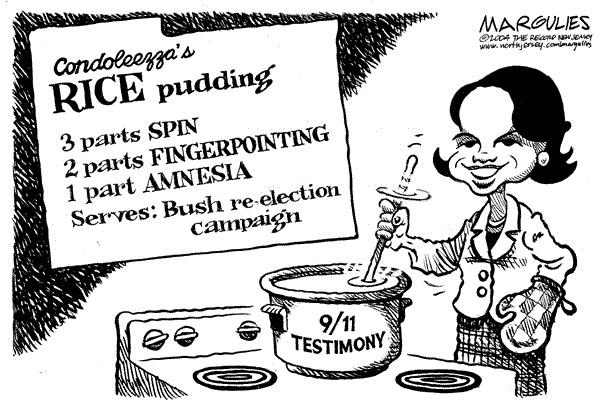 MARGULIES
©2004 THE RECORD NEW JERSEY
www.northjersey.com/margulies
Condoleezza's
RICE pudding
3 parts SPIN
2 parts FINGERPOINTING
1 part AMNESIA
Serves: Bush re-election
campaign
9/11
TESTIMONY